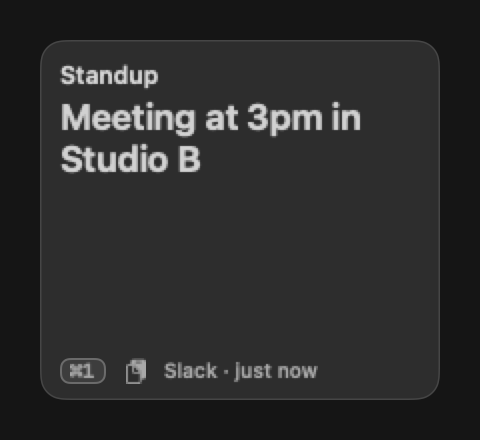 Standup
Meeting at 3pm in
Studio B
⌘1 Slack · just now